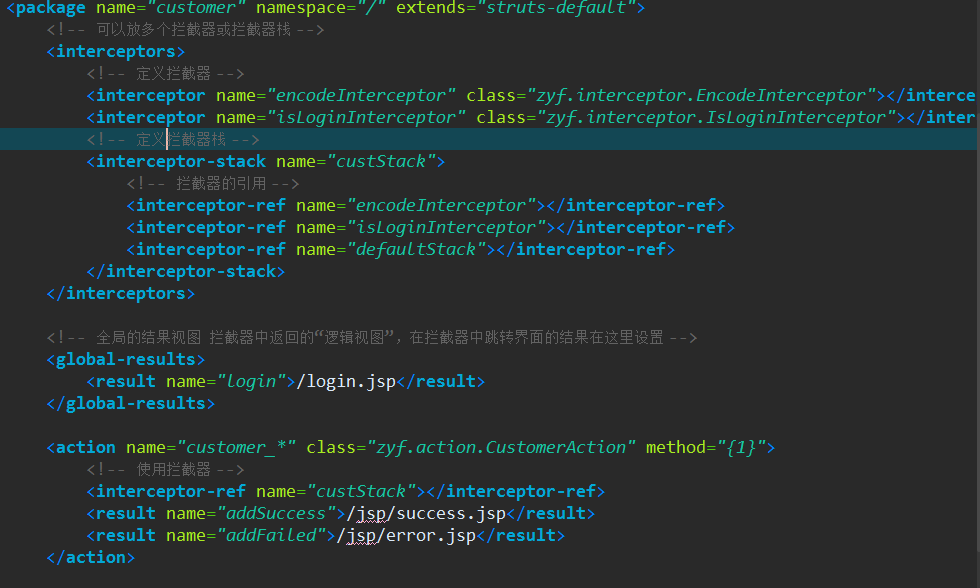 <package name="customer" namespace="/" extends="struts-default">
<!-- 可以放多个拦截器或拦截器栈 -->
<interceptors>
<!-- 定义拦截器 -->
<interceptor name="encodeInterceptor" class="zyf.interceptor.EncodeInterceptor"></interce
<interceptor name="isLoginInterceptor" class="zyf.interceptor.IsLoginInterceptor"></inter
<!-- 定义拦截器栈 -->
<interceptor-stack name="custStack">
<!-- 拦截器的引用 -->
<interceptor-ref name="encodeInterceptor"></interceptor-ref>
<interceptor-ref name="isLoginInterceptor"></interceptor-ref>
<interceptor-ref name="defaultStack"></interceptor-ref>
</interceptor-stack>
</interceptors>
<!-- 全局的结果视图 拦截器中返回的“逻辑视图”，在拦截器中跳转界面的结果在这里设置 -->
<global-results>
<result name="login">/login.jsp</result>
</global-results>
<action name="customer_*" class="zyf.action.CustomerAction" method="{1}">
<!-- 使用拦截器 -->
<interceptor-ref name="custStack"></interceptor-ref>
<result name="addSuccess">/jsp/success.jsp</result>
<result name="addFailed">/jsp/error.jsp</result>
</action>